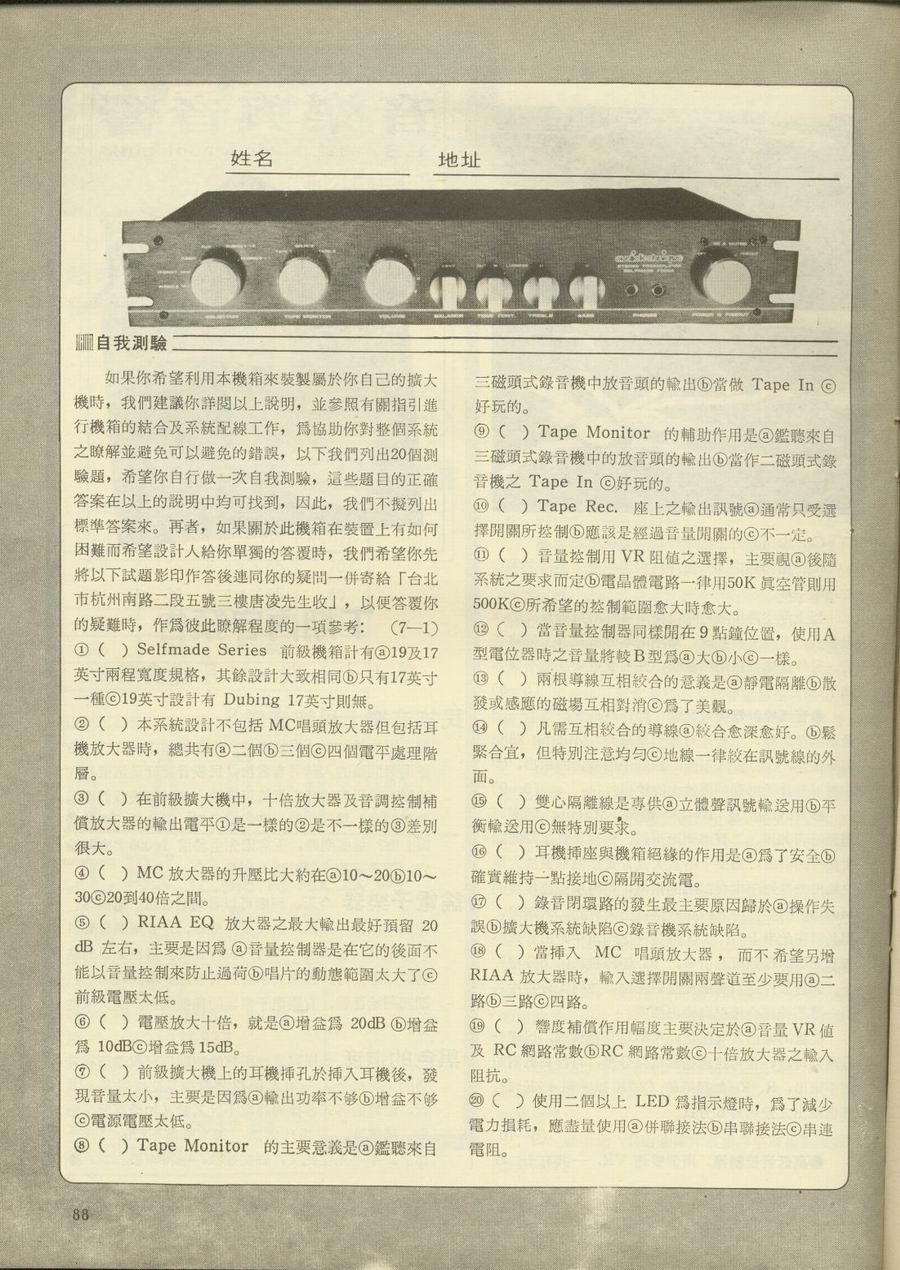 姓名
地址
SELECTOR
TAPE MONITOR
VOLUME
BALANCE
TONE CONT.
TREBLE
BASS
PHONES
自我測驗
如果你希望利用本機箱來裝製屬於你自己的擴大
機時，我們建議你詳閱以上說明，並參照有關指引進
行機箱的結合及系統配線工作，爲協助你對整個系統
之瞭解並避免可以避免的錯誤，以下我們列出20個測
驗題，希望你自行做一次自我測驗，這些題目的正確
答案在以上的說明中均可找到，因此，我們不擬列出
標準答案來。再者，如果關於此機箱在裝置上有如何
困難而希望設計人給你單獨的答覆時，我們希望你先
將以下試題影印作答後連同你的疑問一併寄給「台北
市杭州南路二段五號三樓唐凌先生收」，以便答覆你
的疑難時，作爲彼此瞭解程度的一項參考： (7—1)
①（ ）Selfmade Series 前級機箱計有ⓐ19及17
英寸兩程寬度規格，其餘設計大致相同ⓑ只有17英寸
一種ⓒ19英寸設計有 Dubing 17英寸則無。
②（ ）本系統設計不包括 MC唱頭放大器但包括耳
機放大器時，總共有ⓐ二個ⓑ三個ⓒ四個電平處理階
層。
③（ ）在前級擴大機中，十倍放大器及音調控制補
償放大器的輸出電平①是一樣的②是不一樣的③差別
很大。
④（ ）MC 放大器的升壓比大約在ⓐ10～20ⓑ10～
30ⓒ20到40倍之間。
⑤（ ）RIAA EQ 放大器之最大輸出最好預留 20
dB 左右，主要是因爲 ⓐ音量控制器是在它的後面不
能以音量控制來防止過荷ⓑ唱片的動態範圍太大了ⓒ
前級電壓太低。
⑥（ ）電壓放大十倍，就是ⓐ增益爲 20dB ⓑ增益
爲 10dBⓒ增益爲15dB。
⑦（ ）前級擴大機上的耳機挿孔於挿入耳機後，發
現音量太小，主要是因爲ⓐ輸出功率不够ⓑ增益不够
ⓒ電源電壓太低。
⑧（ ）Tape Monitor 的主要意義是ⓐ鑑聽來自
三磁頭式錄音機中放音頭的輸出ⓑ當做 Tape In ⓒ
好玩的。
⑨（ ）Tape Monitor 的輔助作用是ⓐ鑑聽來自
三磁頭式錄音機中的放音頭的輸出ⓑ當作二磁頭式錄
音機之 Tape In ⓒ好玩的。
⑩（ ）Tape Rec. 座上之輸出訊號ⓐ通常只受選
擇開關所控制ⓑ應該是經過音量開關的ⓒ不一定。
⑪（ ）音量控制用 VR 阻値之選擇，主要視ⓐ後隨
系統之要求而定ⓑ電晶體電路一律用50K 眞空管則用
500Kⓒ所希望的控制範圍愈大時愈大。
⑫（ ）當音量控制器同樣開在 9 點鐘位置，使用A
型電位器時之音量將較B型爲ⓐ大ⓑ小ⓒ一樣。
⑬（ ）兩根導線互相絞合的意義是ⓐ靜電隔離ⓑ散
發或感應的磁場互相對消ⓒ爲了美觀。
⑭（ ）凡需互相絞合的導線ⓐ絞合愈深愈好。ⓑ鬆
緊合宜，但特別注意均勻ⓒ地線一律絞在訊號線的外
面。
⑮（ ）雙心隔離線是專供ⓐ立體聲訊號輸送用ⓑ平
衡輸送用ⓒ無特別要求。
⑯（ ）耳機挿座與機箱絕緣的作用是ⓐ爲了安全ⓑ
確實維持一點接地ⓒ隔開交流電。
⑰（ ）錄音閉環路的發生最主要原因歸於ⓐ操作失
誤ⓑ擴大機系統缺陷ⓒ錄音機系統缺陷。
⑱（ ）當挿入 MC 唱頭放大器，而不希望另增
RIAA 放大器時，輸入選擇開關兩聲道至少要用ⓐ二
路ⓑ三路ⓒ四路。
⑲（ ）響度補償作用幅度主要決定於ⓐ音量 VR 値
及 RC 網路常數ⓑRC 網路常數ⓒ十倍放大器之輸入
阻抗。
⑳（ ）使用二個以上 LED 爲指示燈時，爲了減少
電力損耗，應盡量使用ⓐ併聯接法ⓑ串聯接法ⓒ串連
電阻。
88